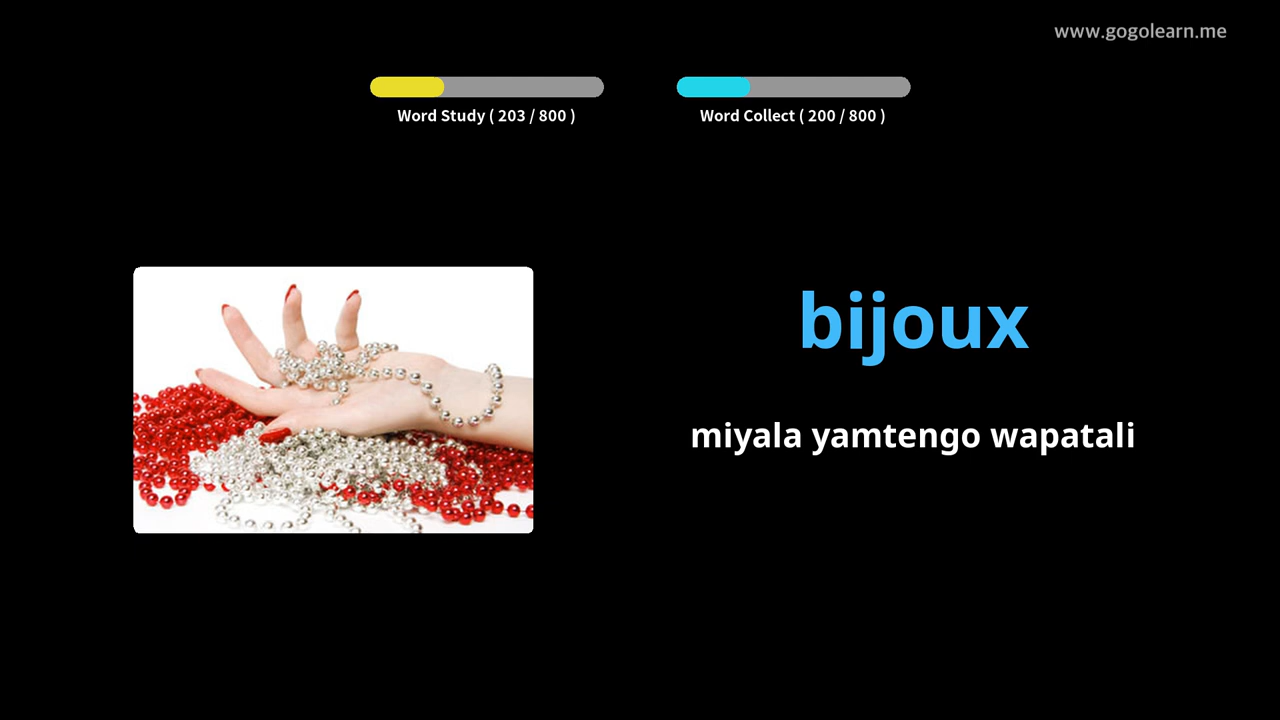 www.gogolearn.me
Word Study ( 203 / 800 )
Word Collect ( 200 / 800 )
bijoux
miyala yamtengo wapatali